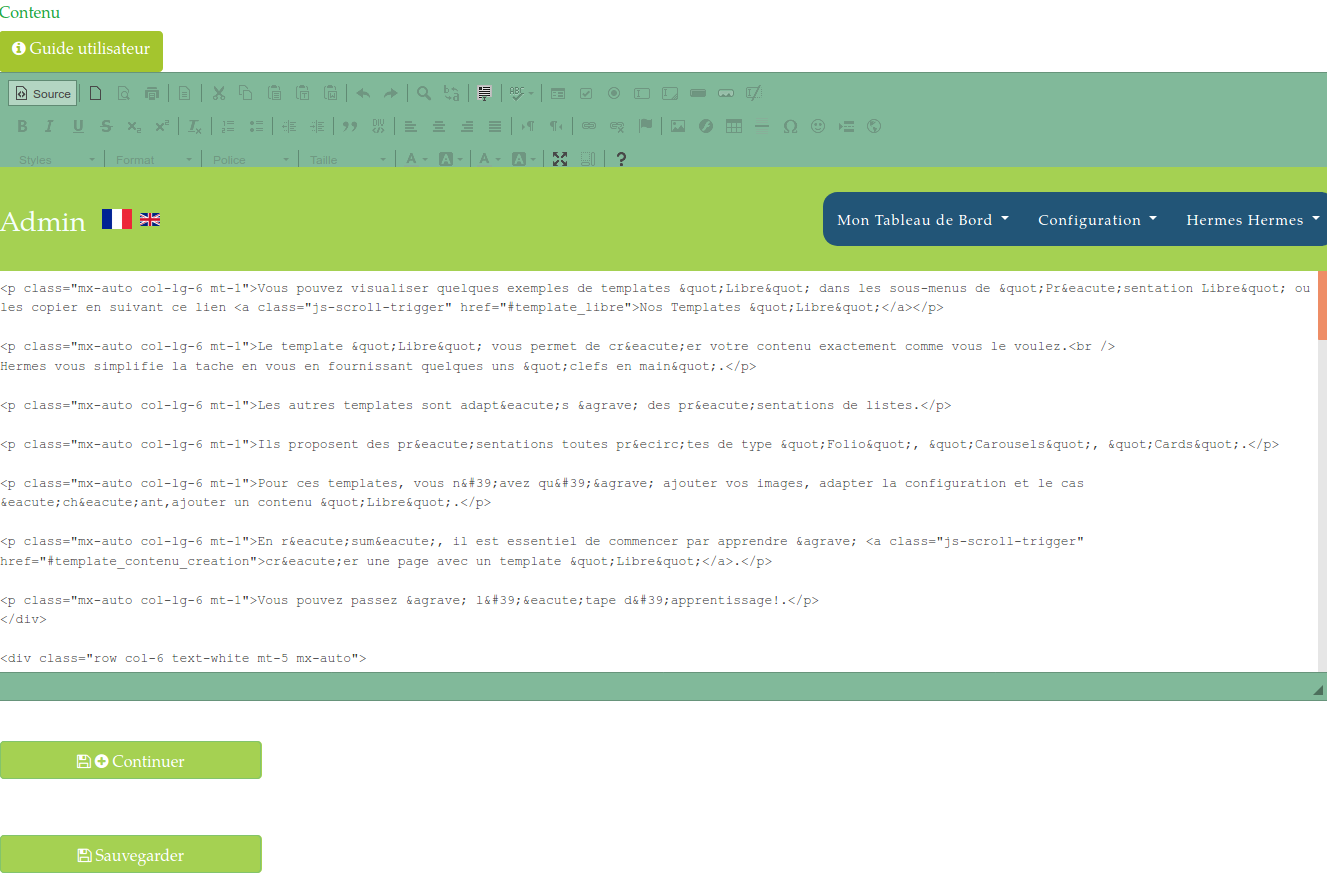 Contenu
Guide utilisateur
Source
ABC
B I U S x₂ x² Tx
DIV
Styles Format Police Taille A A A A ?
Admin Mon Tableau de Bord Configuration Hermes Hermes
<p class="mx-auto col-lg-6 mt-1">Vous pouvez visualiser quelques exemples de templates &quot;Libre&quot; dans les sous-menus de &quot;Pr&eacute;sentation Libre&quot; ou
les copier en suivant ce lien <a class="js-scroll-trigger" href="#template_libre">Nos Templates &quot;Libre&quot;</a></p>
<p class="mx-auto col-lg-6 mt-1">Le template &quot;Libre&quot; vous permet de cr&eacute;er votre contenu exactement comme vous le voulez.<br />
Hermes vous simplifie la tache en vous en fournissant quelques uns &quot;clefs en main&quot;.</p>
<p class="mx-auto col-lg-6 mt-1">Les autres templates sont adapt&eacute;s &agrave; des pr&eacute;sentations de listes.</p>
<p class="mx-auto col-lg-6 mt-1">Ils proposent des pr&eacute;sentations toutes pr&ecirc;tes de type &quot;Folio&quot;, &quot;Carousels&quot;, &quot;Cards&quot;.</p>
<p class="mx-auto col-lg-6 mt-1">Pour ces templates, vous n&#39;avez qu&#39;&agrave; ajouter vos images, adapter la configuration et le cas
&eacute;ch&eacute;ant,ajouter un contenu &quot;Libre&quot;.</p>
<p class="mx-auto col-lg-6 mt-1">En r&eacute;sum&eacute;, il est essentiel de commencer par apprendre &agrave; <a class="js-scroll-trigger"
href="#template_contenu_creation">cr&eacute;er une page avec un template &quot;Libre&quot;</a>.</p>
<p class="mx-auto col-lg-6 mt-1">Vous pouvez passez &agrave; l&#39;&eacute;tape d&#39;apprentissage!.</p>
</div>
<div class="row col-6 text-white mt-5 mx-auto">
Continuer
Sauvegarder